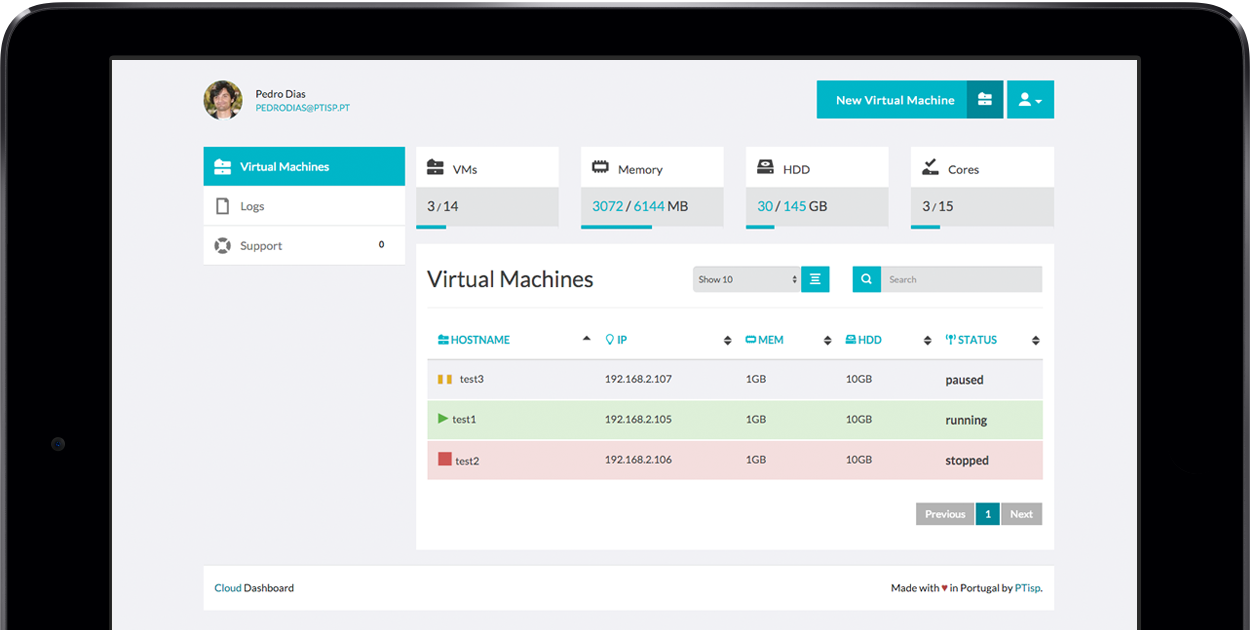 Pedro Dias
PEDRODIAS@PTISP.PT
New Virtual Machine
Virtual Machines
Logs
Support 0
VMs
3 / 14
Memory
3072 / 6144 MB
HDD
30 / 145 GB
Cores
3 / 15
Virtual Machines
Show 10
Search
HOSTNAME IP MEM HDD STATUS
test3 192.168.2.107 1GB 10GB paused
test1 192.168.2.105 1GB 10GB running
test2 192.168.2.106 1GB 10GB stopped
Previous 1 Next
Cloud Dashboard
Made with ♥ in Portugal by PTisp.